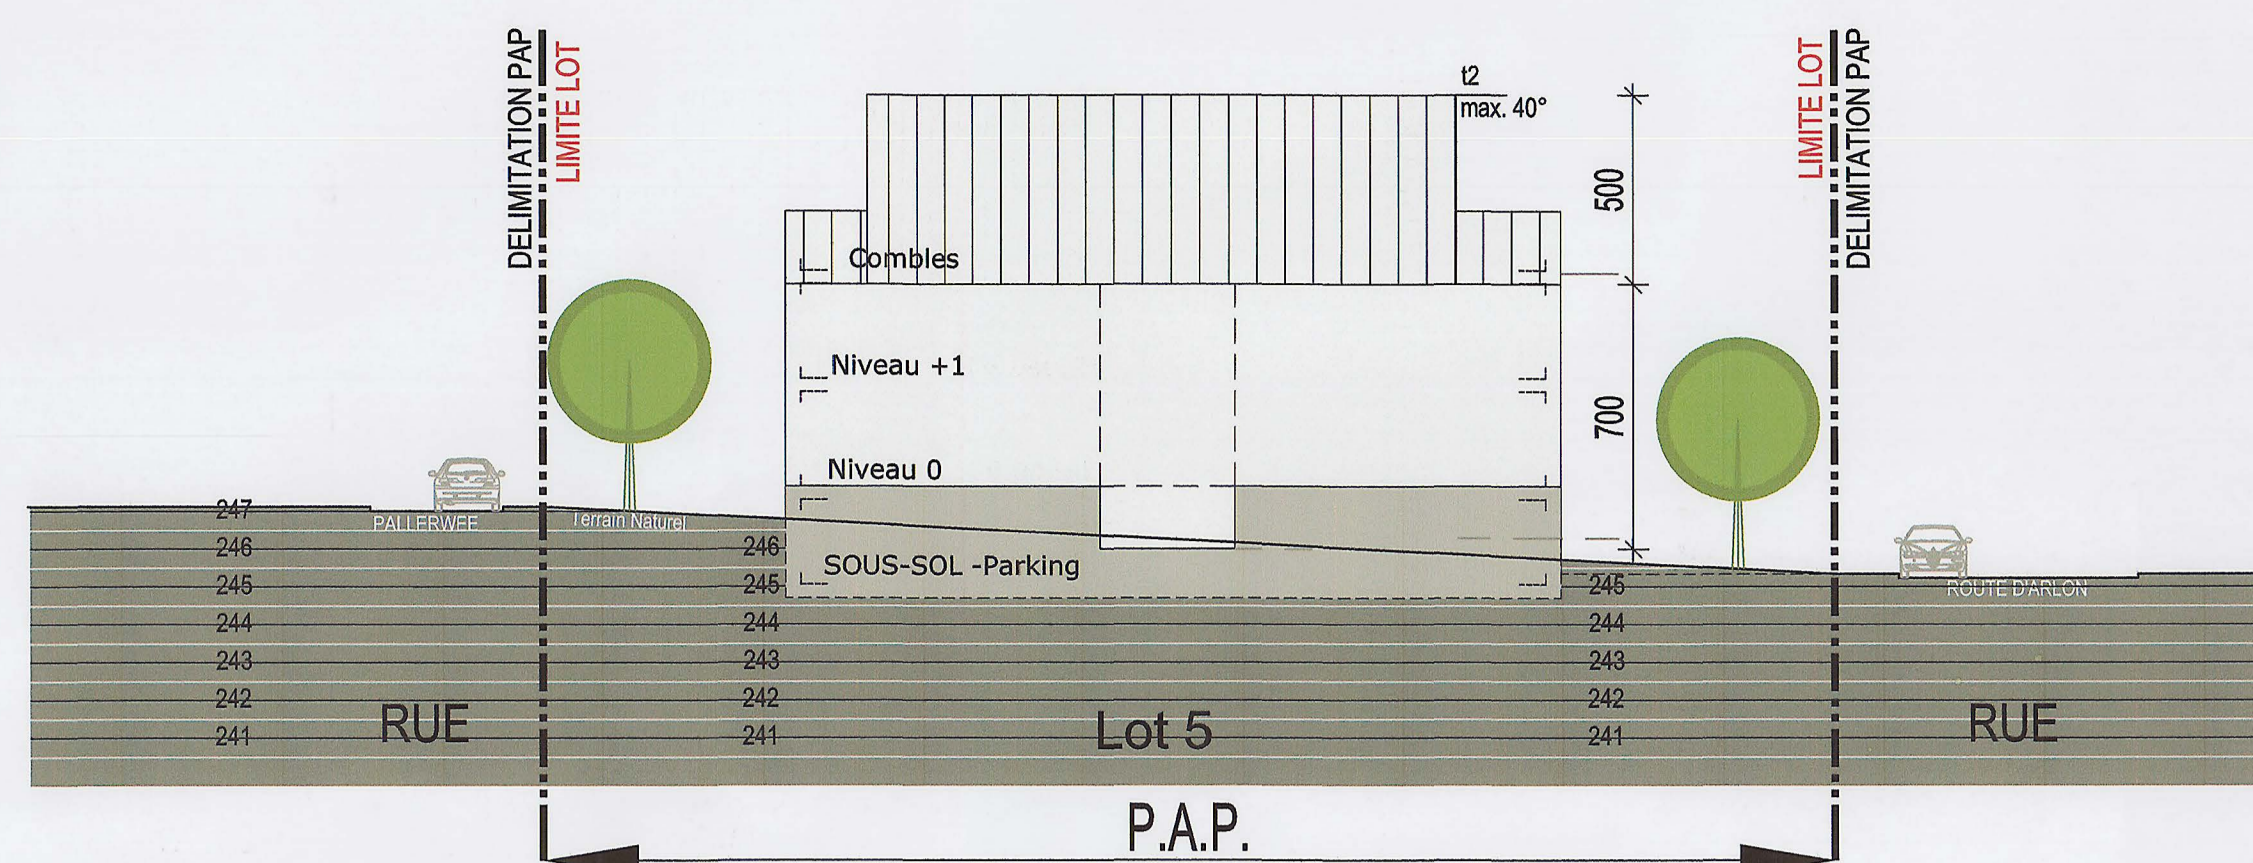 DELIMITATION PAP
LIMITE LOT
t2
max. 40°
LIMITE LOT
DELIMITATION PAP
500
Combles
Niveau +1
700
Niveau 0
247
PALLERWEE
Terrain Naturel
246
246
SOUS-SOL -Parking
245
245
245
ROUTE D'ARLON
244
244
244
243
243
243
242
242
242
RUE
Lot 5
RUE
241
241
241
P.A.P.